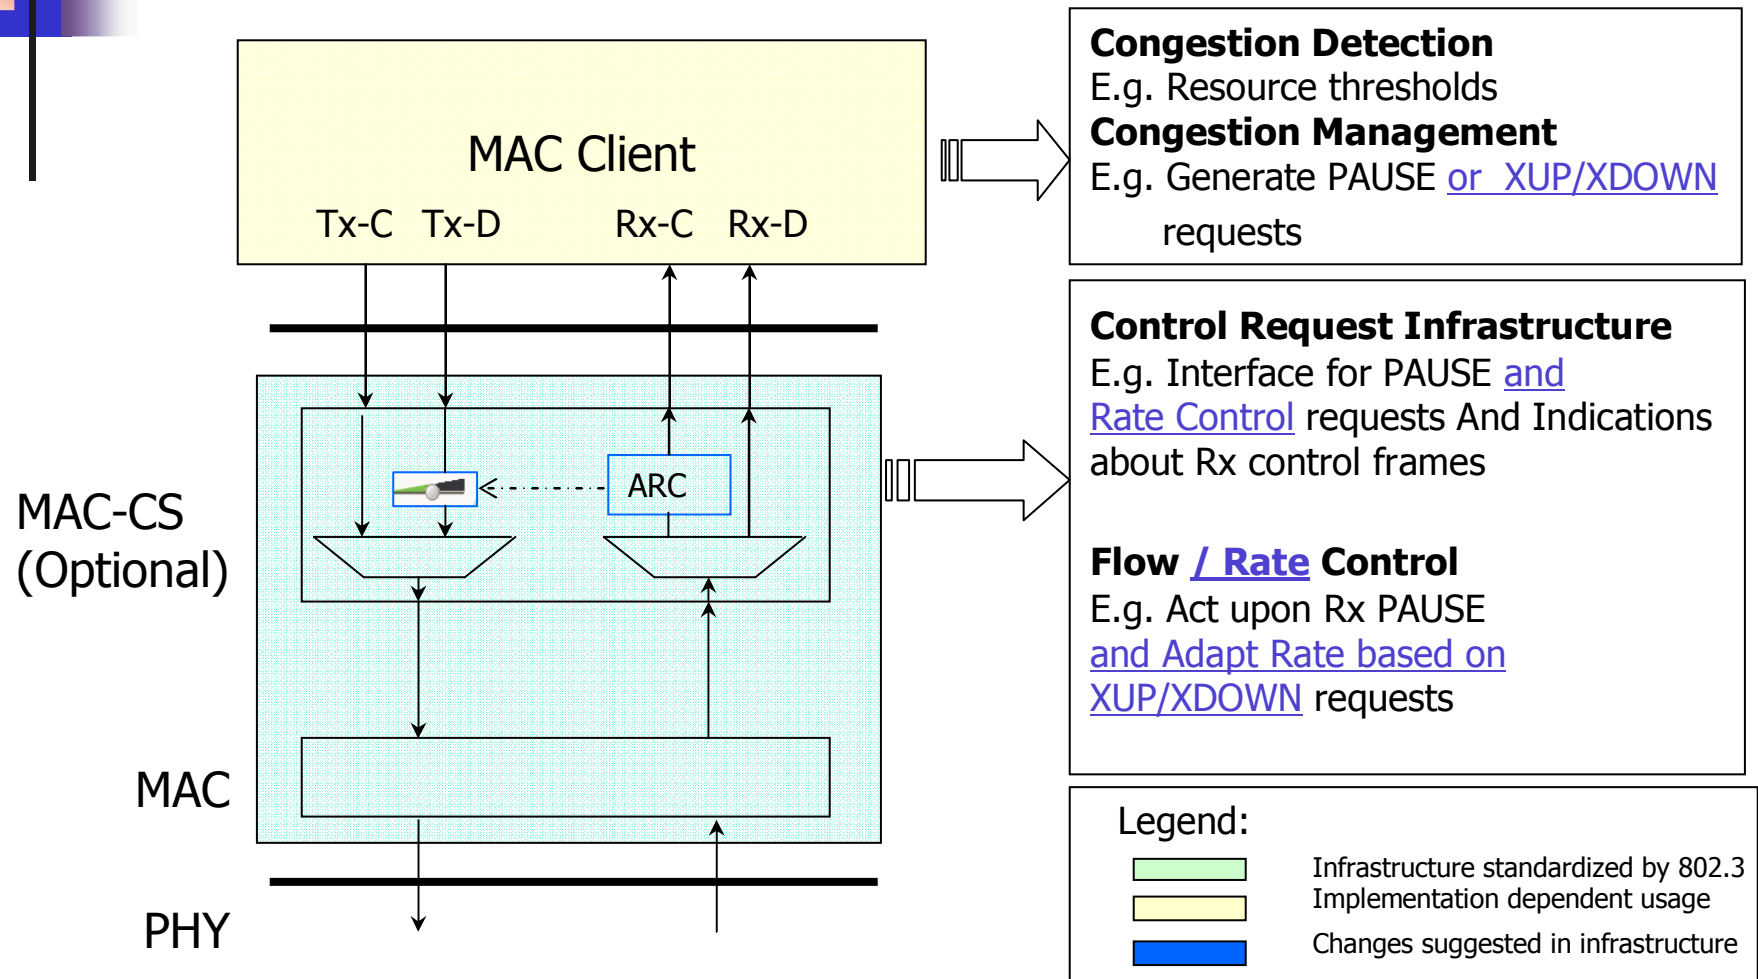 MAC Client
Tx-C Tx-D Rx-C Rx-D
MAC-CS
(Optional)
ARC
MAC
PHY
Congestion Detection
E.g. Resource thresholds
Congestion Management
E.g. Generate PAUSE or XUP/XDOWN
requests
Control Request Infrastructure
E.g. Interface for PAUSE and
Rate Control requests And Indications
about Rx control frames
Flow / Rate Control
E.g. Act upon Rx PAUSE
and Adapt Rate based on
XUP/XDOWN requests
Legend:
Infrastructure standardized by 802.3
Implementation dependent usage
Changes suggested in infrastructure